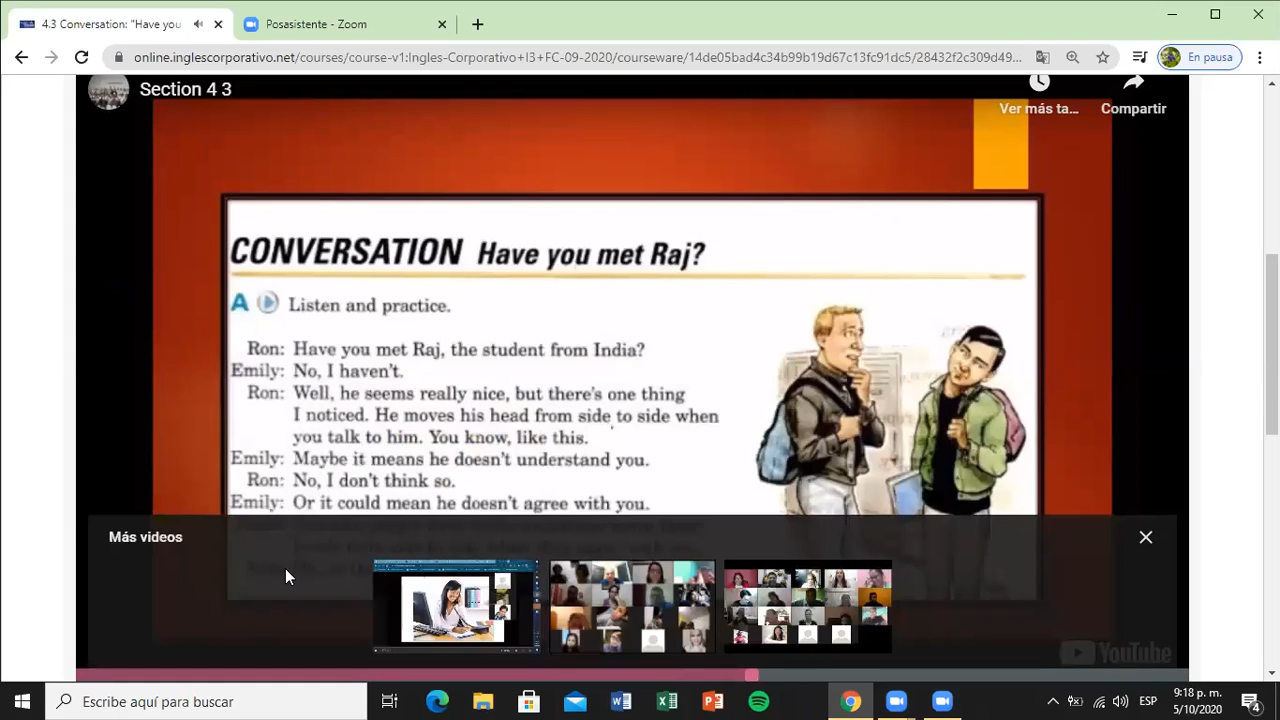 4.3 Conversation: "Have you
Posasistente - Zoom
online.inglescorporativo.net/courses/course-v1:Ingles-Corporativo+I3+FC-09-2020/courseware/14de05bad4c34b99b19d67c13fc91dc5/28432f2c309d49...
En pausa
Section 4 3
Ver más ta...
Compartir
CONVERSATION Have you met Raj?
A Listen and practice.
Ron: Have you met Raj, the student from India?
Emily: No, I haven't.
Ron: Well, he seems really nice, but there's one thing
I noticed. He moves his head from side to side when
you talk to him. You know, like this.
Emily: Maybe it means he doesn't understand you.
Ron: No, I don't think so.
Emily: Or it could mean he doesn't agree with you.
Más videos
YouTube
Escribe aquí para buscar
ESP
9:18 p. m.
5/10/2020
4